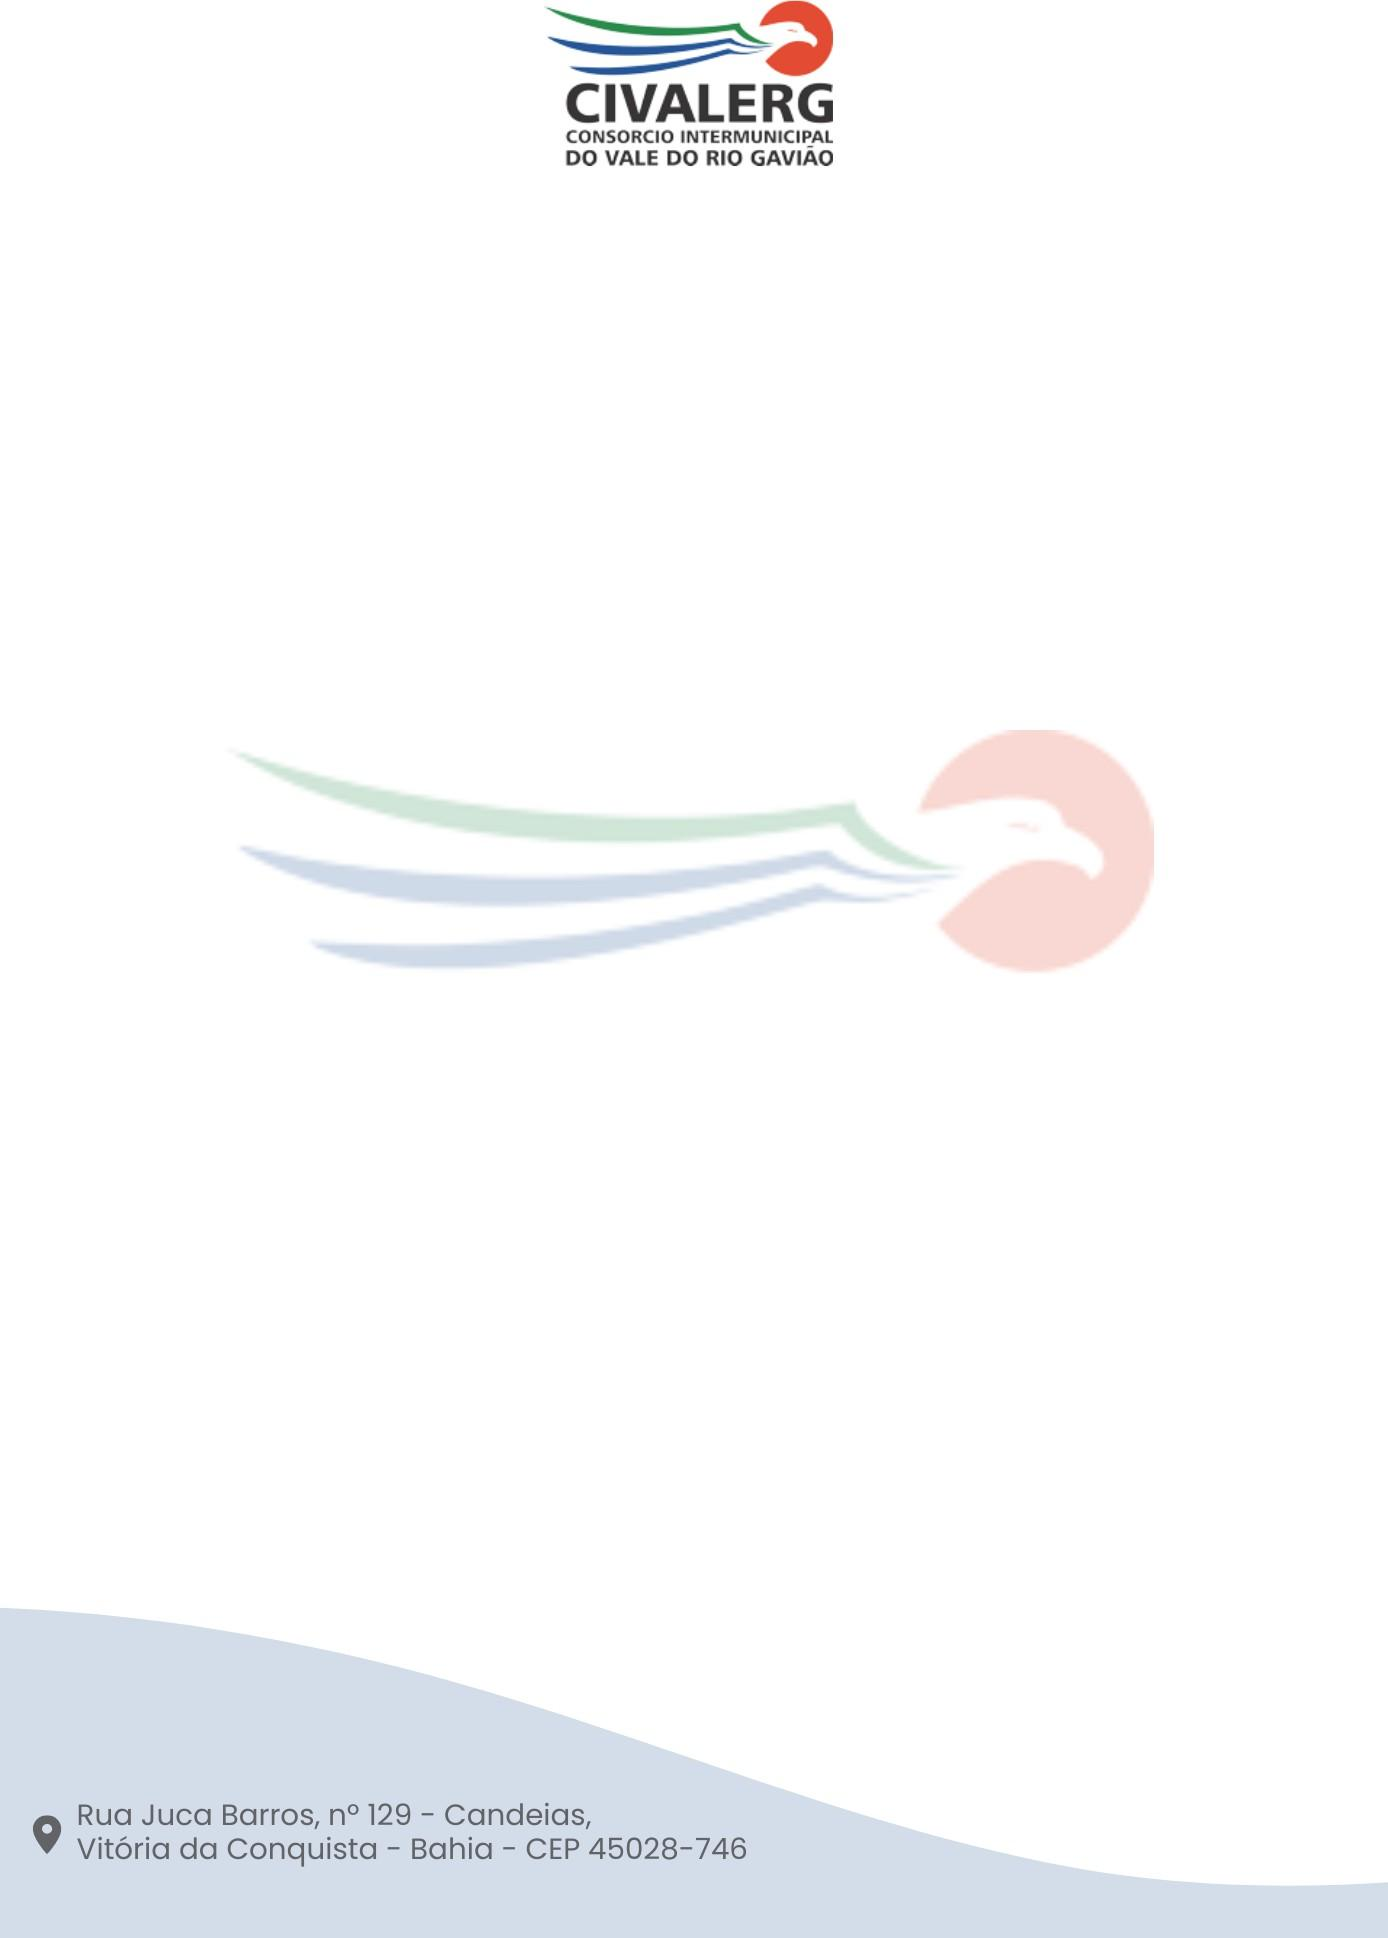 CIVALERG
CONSORCIO INTERMUNICIPAL
DO VALE DO RIO GAVIÃO
Rua Juca Barros, nº 129 - Candeias,
Vitória da Conquista - Bahia - CEP 45028-746